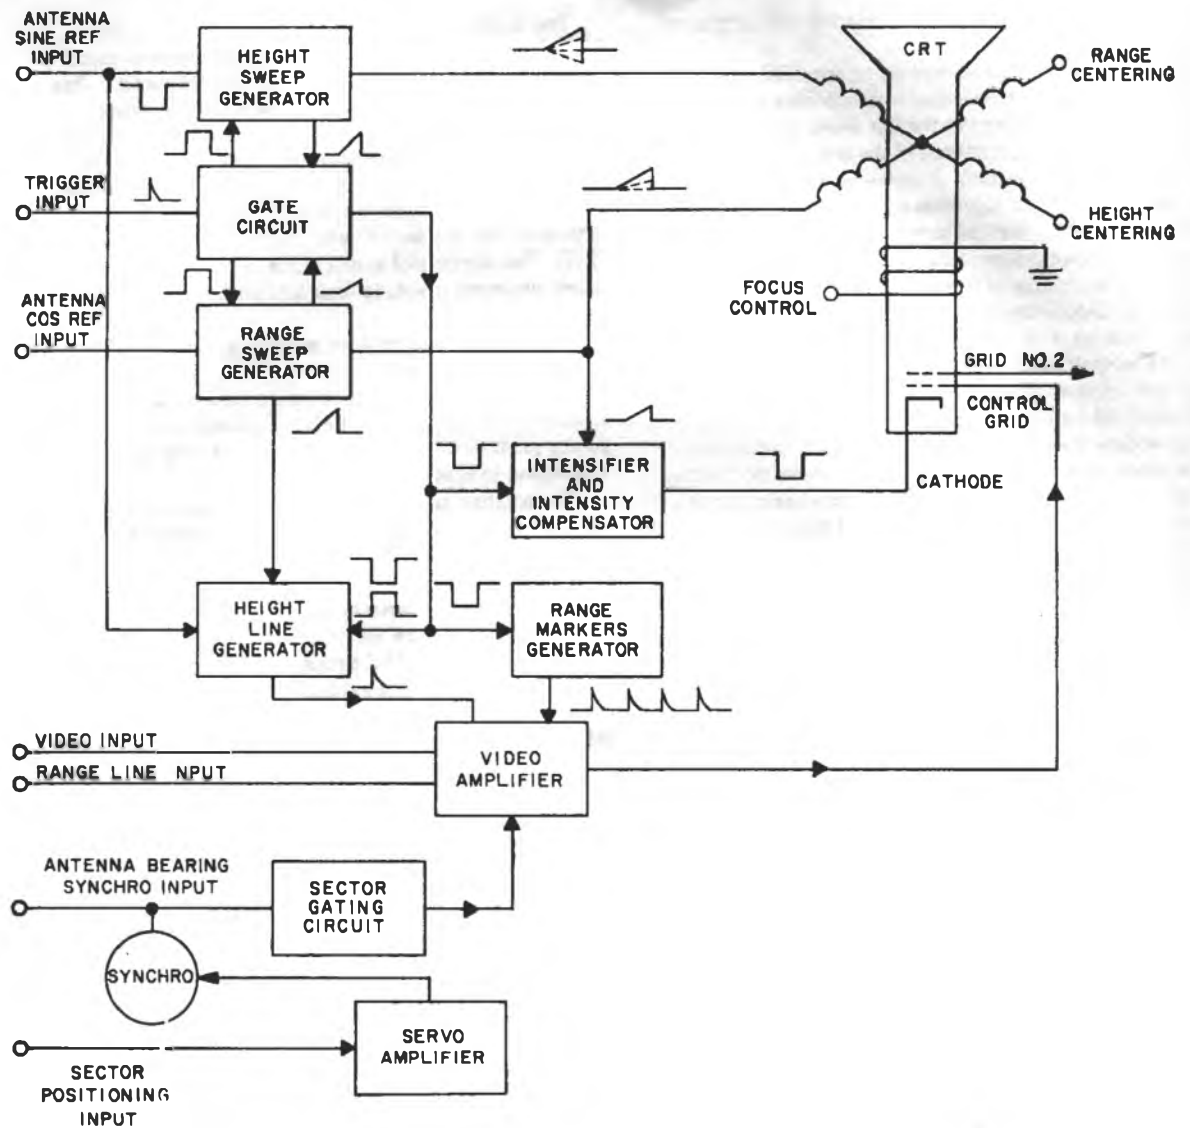 ANTENNA
SINE REF
INPUT
HEIGHT
SWEEP
GENERATOR
CRT
RANGE
CENTERING
TRIGGER
INPUT
GATE
CIRCUIT
HEIGHT
CENTERING
ANTENNA
COS REF
INPUT
RANGE
SWEEP
GENERATOR
FOCUS
CONTROL
GRID NO.2
CONTROL
GRID
CATHODE
INTENSIFIER
AND
INTENSITY
COMPENSATOR
HEIGHT
LINE
GENERATOR
RANGE
MARKERS
GENERATOR
VIDEO INPUT
RANGE LINE NPUT
VIDEO
AMPLIFIER
ANTENNA BEARING
SYNCHRO INPUT
SECTOR
GATING
CIRCUIT
SYNCHRO
SERVO
AMPLIFIER
SECTOR
POSITIONING
INPUT